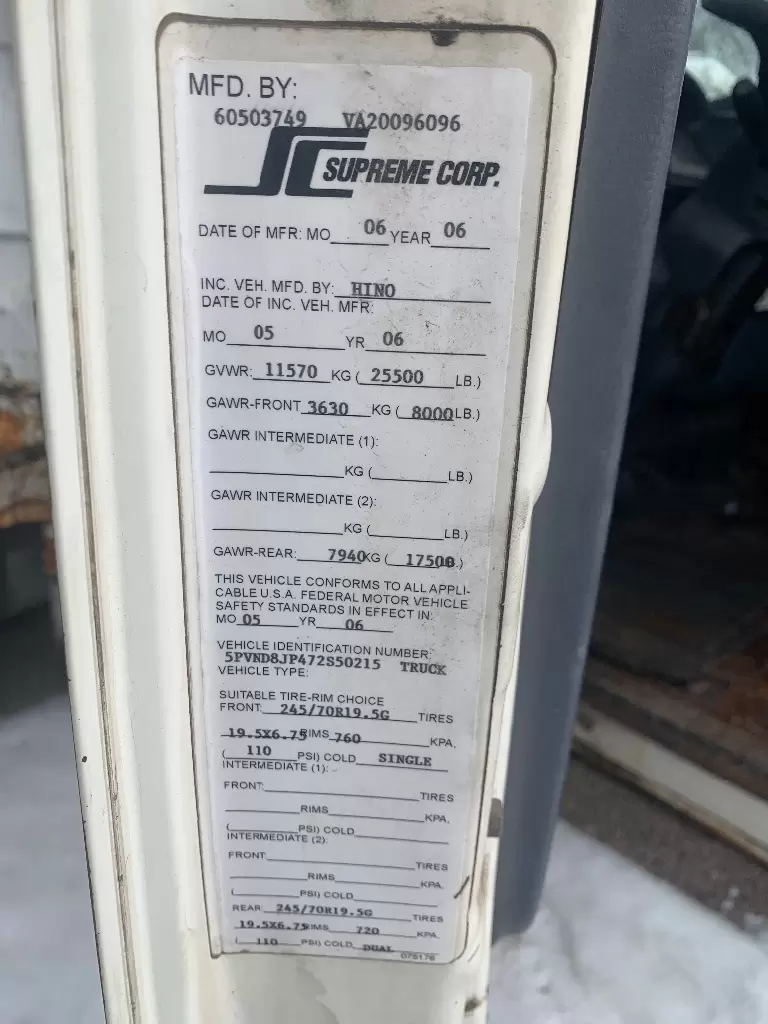 MFD. BY:
60503749 VA20096096
SUPREME CORP.
DATE OF MFR: MO 06 YEAR 06
INC. VEH. MFD. BY: HINO
DATE OF INC. VEH. MFR:
MO 05 YR 06
GVWR: 11570 KG ( 25500 LB.)
GAWR-FRONT 3630 KG ( 8000 LB.)
GAWR INTERMEDIATE (1):
KG ( LB.)
GAWR INTERMEDIATE (2):
KG ( LB.)
GAWR-REAR: 7940 KG ( 17500 .)
THIS VEHICLE CONFORMS TO ALL APPLI-
CABLE U.S.A. FEDERAL MOTOR VEHICLE
SAFETY STANDARDS IN EFFECT IN:
MO 05 YR 06
VEHICLE IDENTIFICATION NUMBER:
5PVND8JP472S50215 TRUCK
VEHICLE TYPE:
SUITABLE TIRE-RIM CHOICE
FRONT: 245/70R19.5G TIRES
19.5X6.75 RIMS 760 KPA.
( 110 PSI) COLD SINGLE
INTERMEDIATE (1):
FRONT: TIRES
RIMS KPA.
( PSI) COLD
INTERMEDIATE (2):
FRONT: TIRES
RIMS KPA.
( PSI) COLD
REAR: 245/70R19.5G TIRES
19.5X6.75 RIMS 720 KPA.
( 110 PSI) COLD DUAL
075176